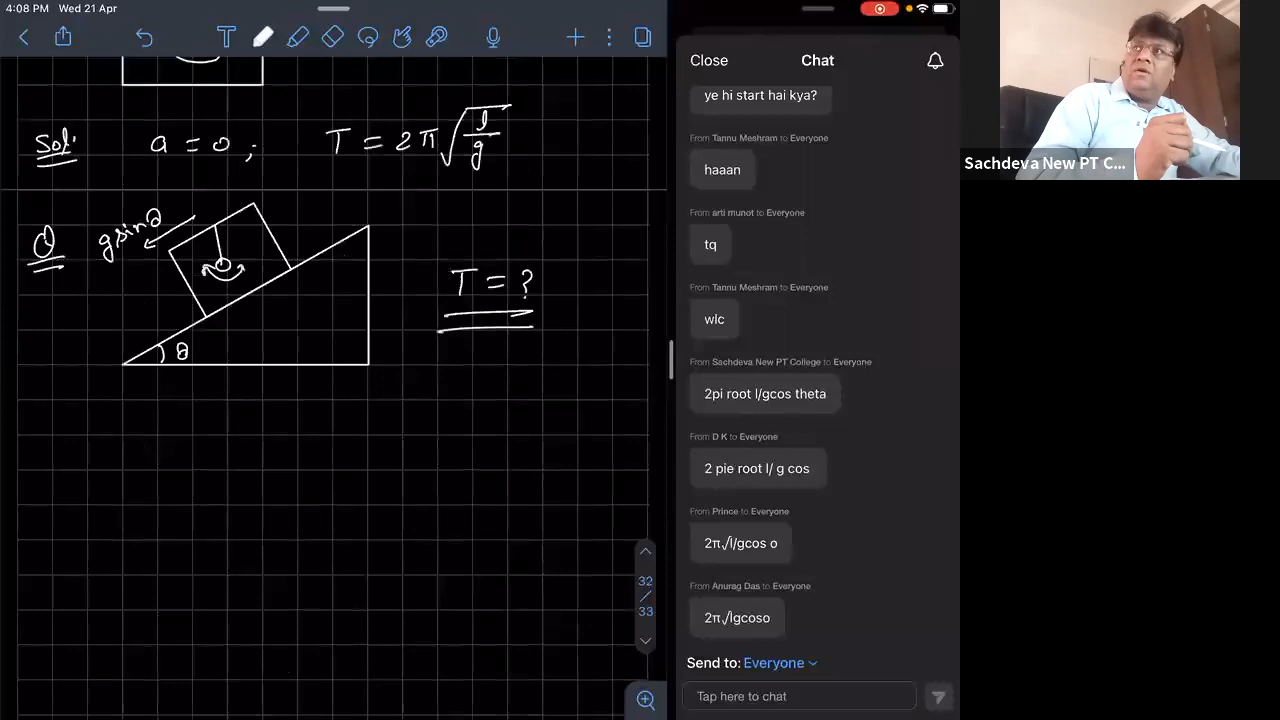 4:08 PM Wed 21 Apr
Sol:
a = 0 ;
T = 2π√l/g
Q
g sinθ
θ
T = ?
32
/
33
Close
Chat
ye hi start hai kya?
From Tannu Meshram to Everyone
haaan
From arti munot to Everyone
tq
From Tannu Meshram to Everyone
wlc
From Sachdeva New PT College to Everyone
2pi root l/gcos theta
From D K to Everyone
2 pie root l/ g cos
From Prince to Everyone
2π√l/gcos o
From Anurag Das to Everyone
2π√lgcoso
Send to: Everyone
Tap here to chat
Sachdeva New PT C...